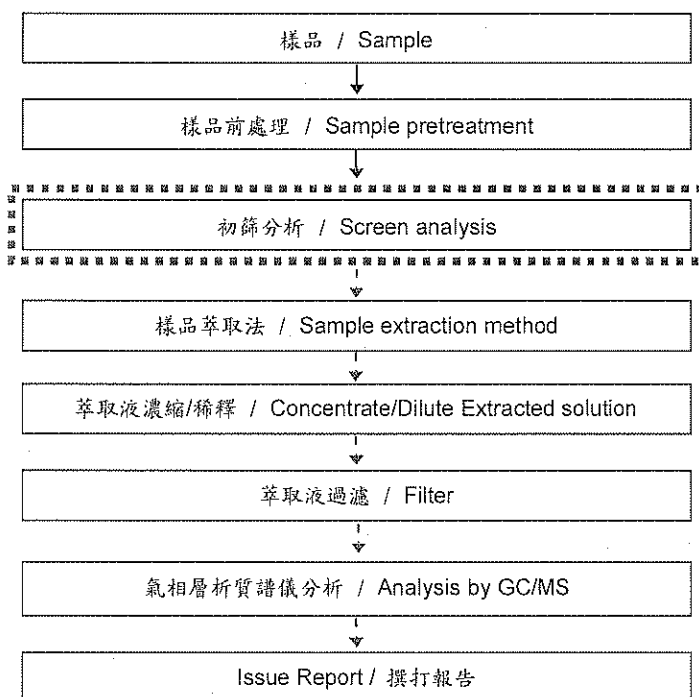 樣品 / Sample
樣品前處理 / Sample pretreatment
初篩分析 / Screen analysis
樣品萃取法 / Sample extraction method
萃取液濃縮/稀釋 / Concentrate/Dilute Extracted solution
萃取液過濾 / Filter
氣相層析質譜儀分析 / Analysis by GC/MS
Issue Report / 撰打報告